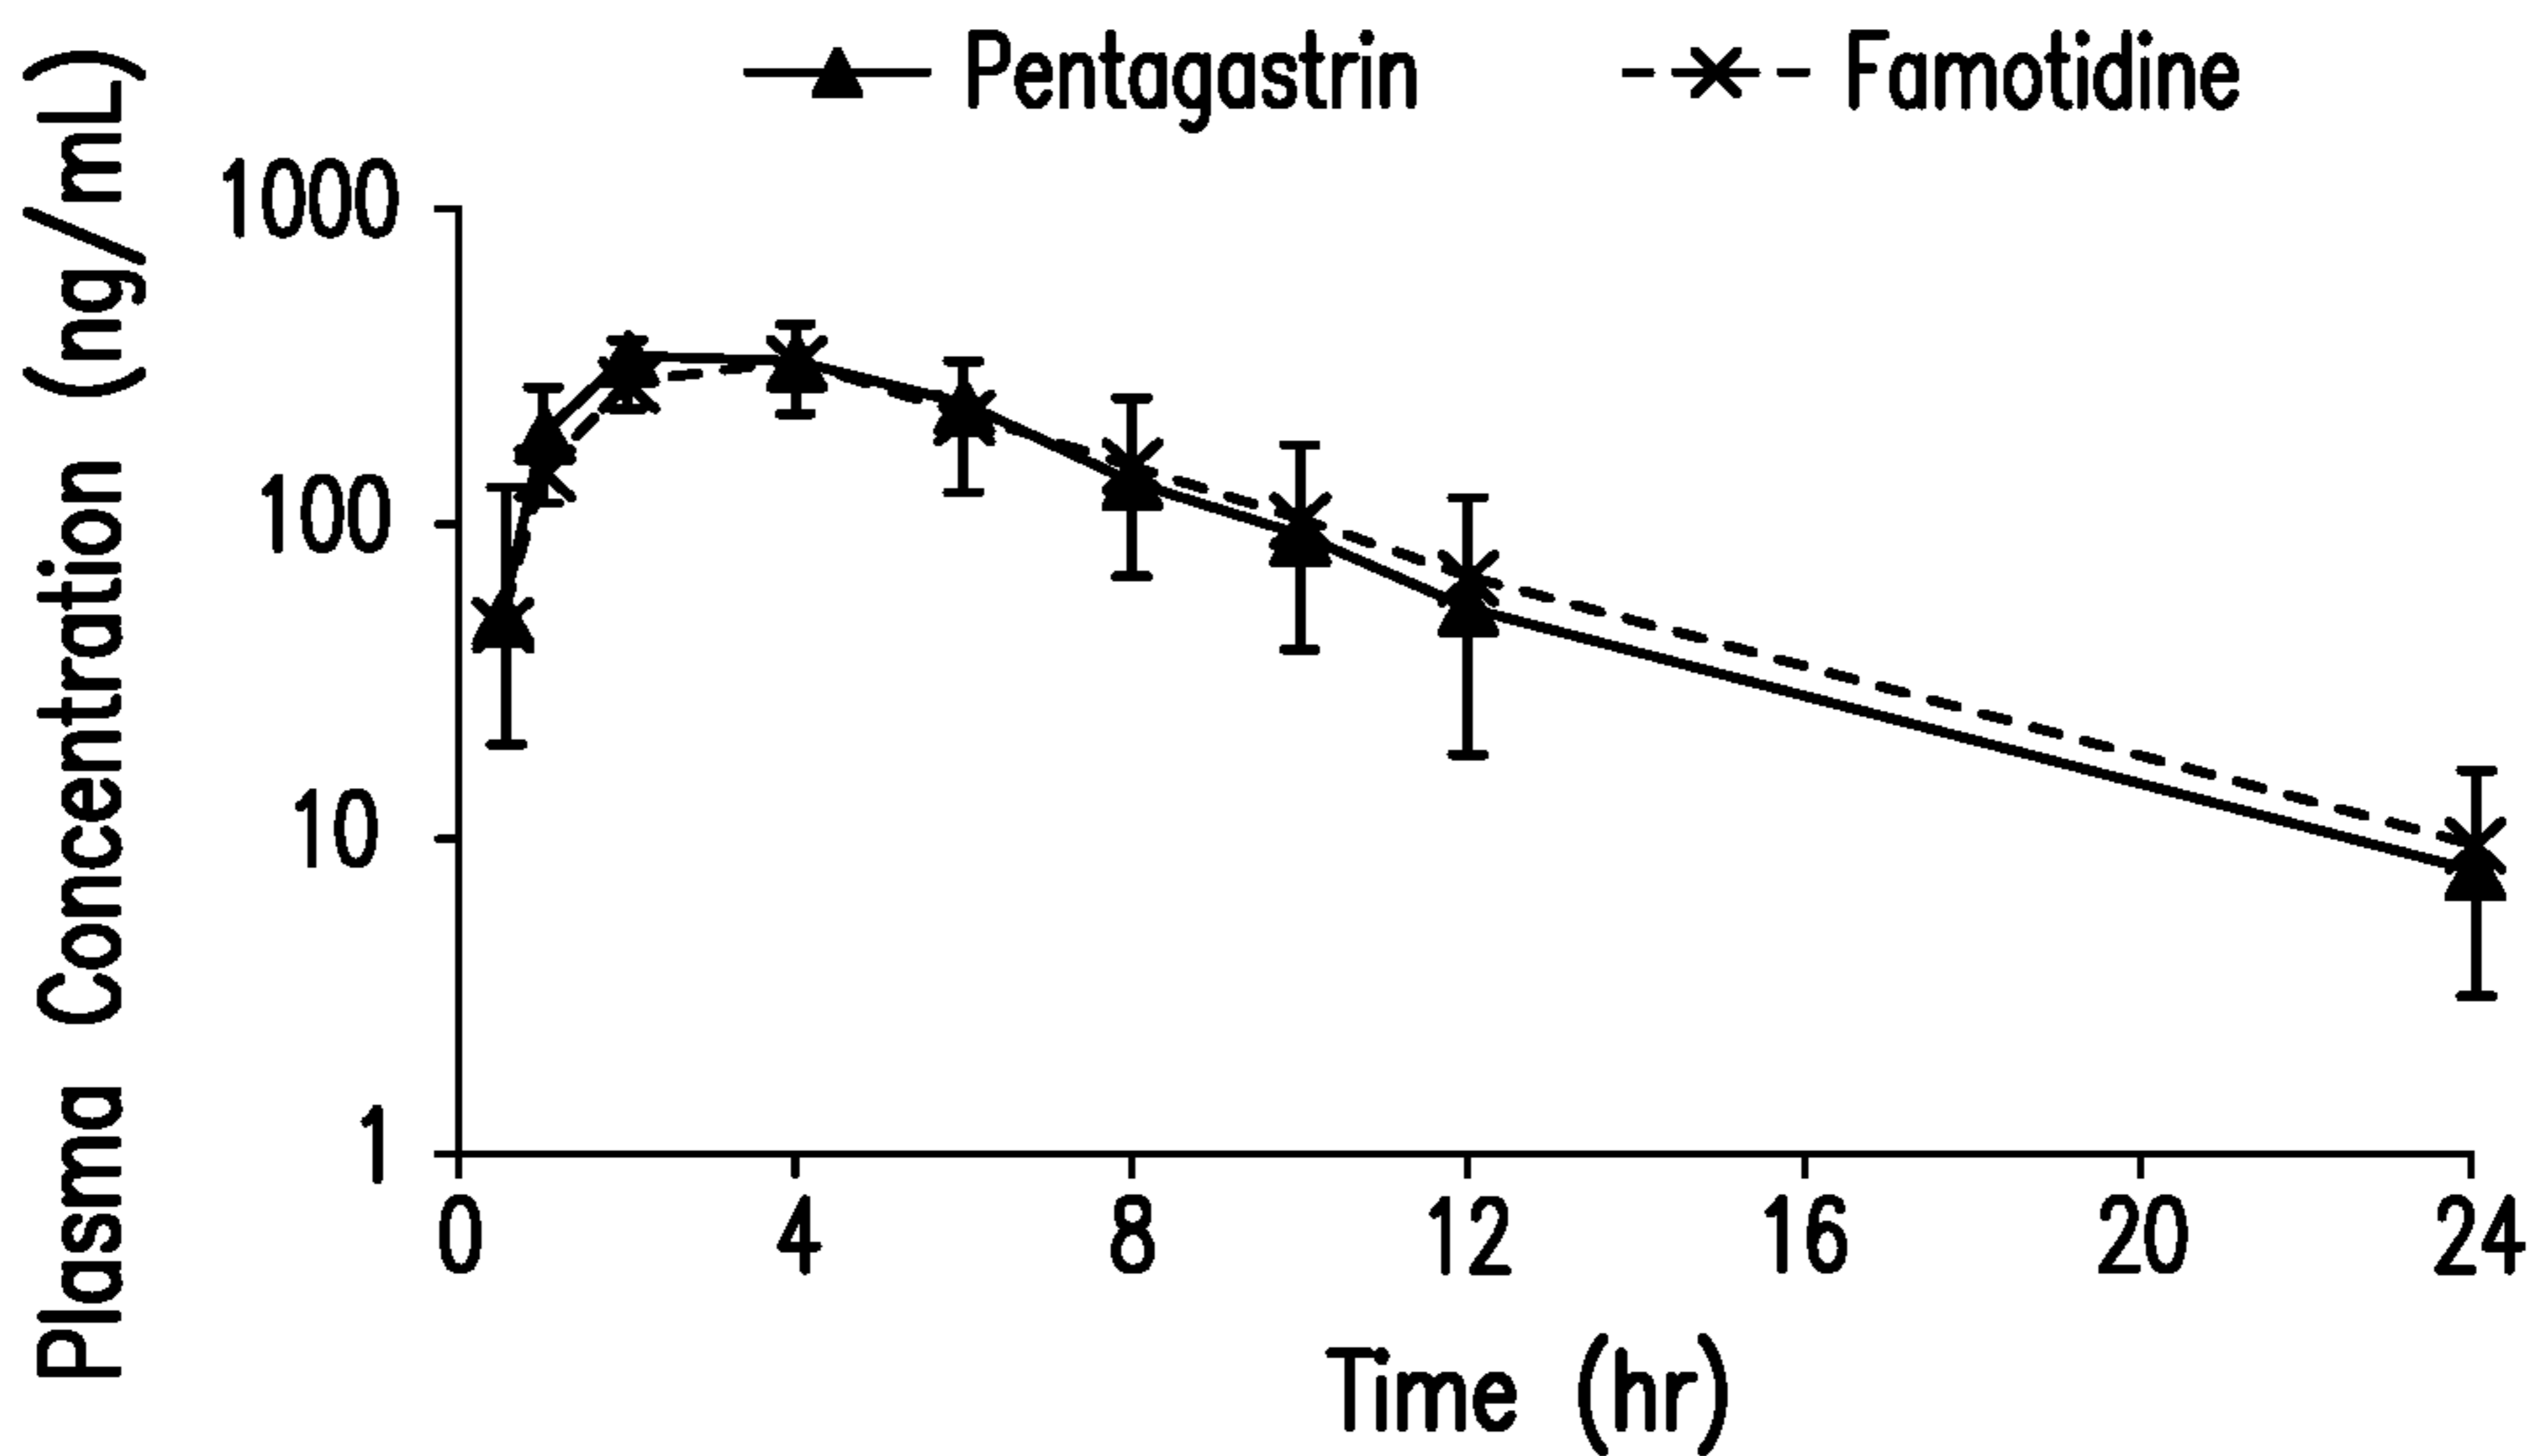 Pentagastrin
Famotidine
Plasma Concentration (ng/mL)
1000
100
10
1
0 4 8 12 16 20 24
Time (hr)